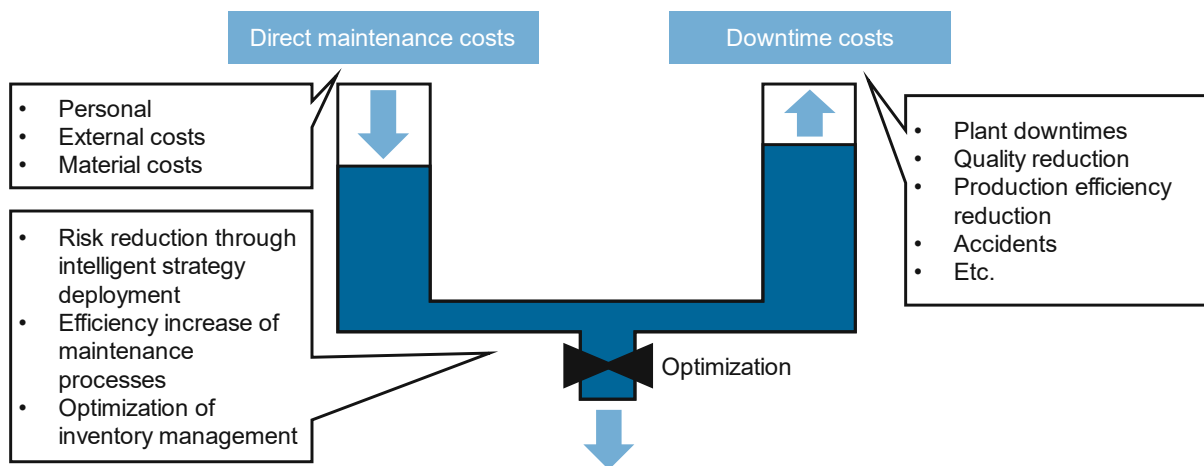 Direct maintenance costs
Downtime costs
• Personal
• External costs
• Material costs
• Plant downtimes
• Quality reduction
• Production efficiency
reduction
• Accidents
• Etc.
• Risk reduction through
intelligent strategy
deployment
• Efficiency increase of
maintenance
processes
• Optimization of
inventory management
Optimization